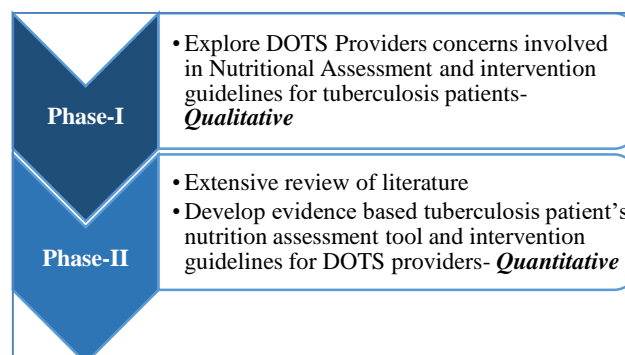 • Explore DOTS Providers concerns involved
in Nutritional Assessment and intervention
guidelines for tuberculosis patients-
Qualitative
Phase-I
• Extensive review of literature
• Develop evidence based tuberculosis patient's
nutrition assessment tool and intervention
guidelines for DOTS providers- Quantitative
Phase-II